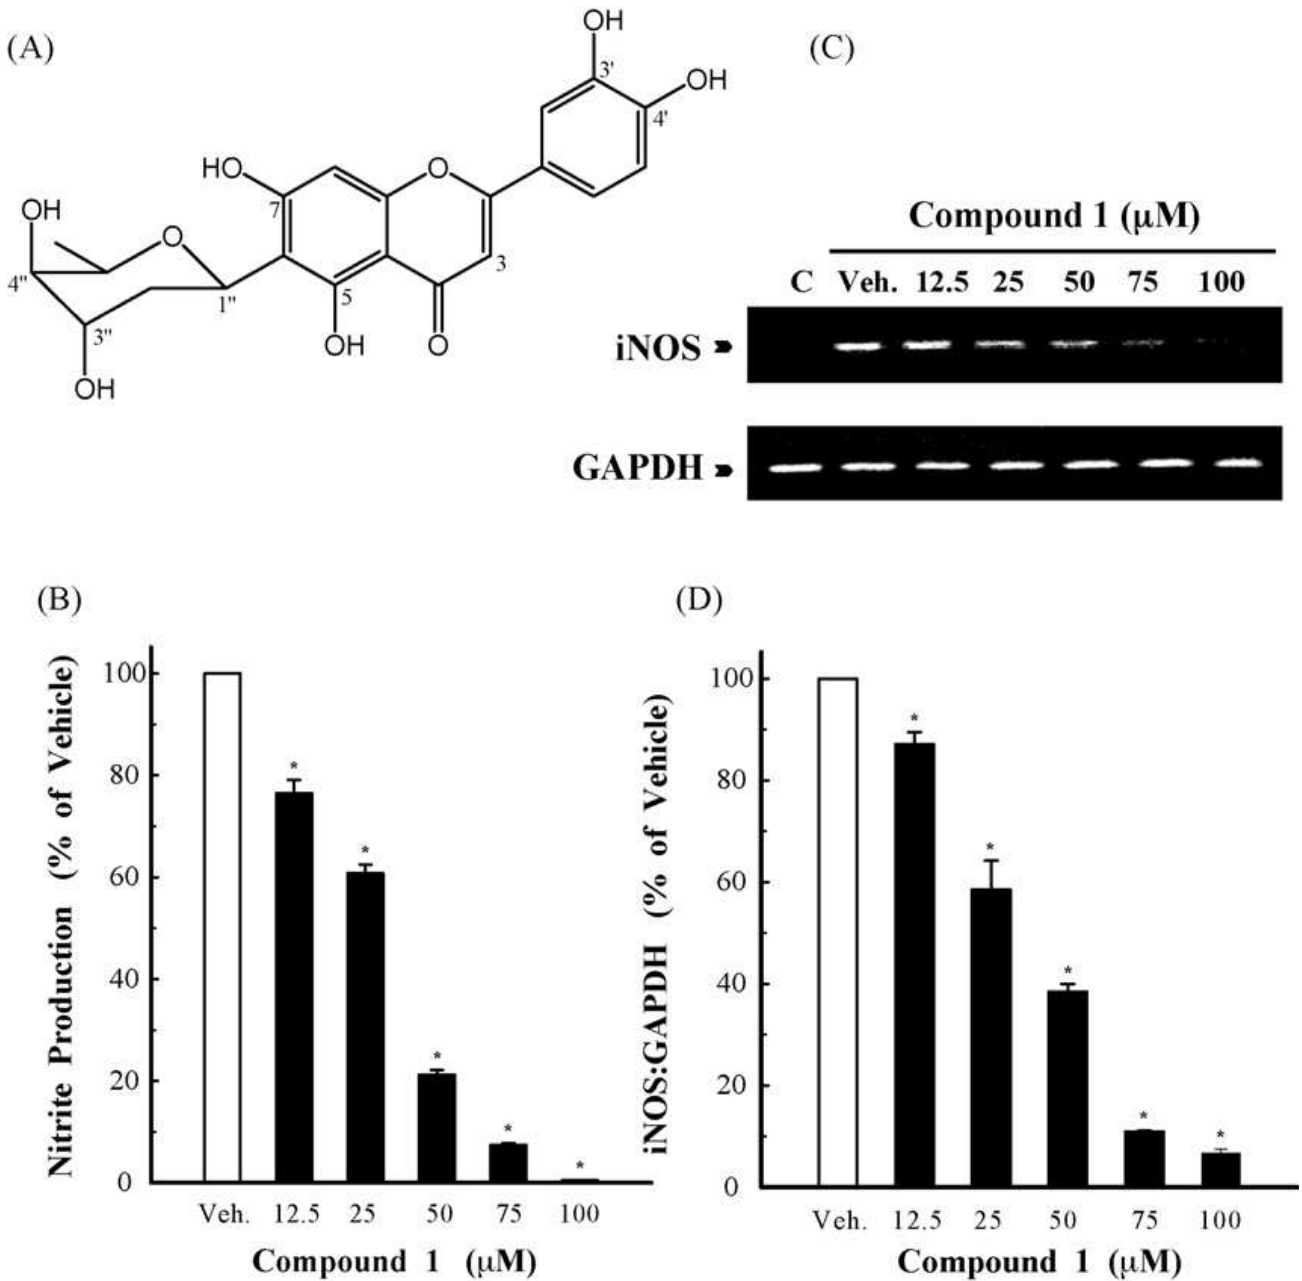 (A)
OH
3'
OH
4'
O
HO
7
OH
O
3
4''
1''
5
3''
OH
O
OH
(C)
Compound 1 (μM)
C Veh. 12.5 25 50 75 100
iNOS
GAPDH
(B)
Nitrite Production (% of Vehicle)
100
80
60
40
20
0
* * * * *
Veh. 12.5 25 50 75 100
Compound 1 (μM)
(D)
iNOS:GAPDH (% of Vehicle)
100
80
60
40
20
0
* * * * *
Veh. 12.5 25 50 75 100
Compound 1 (μM)